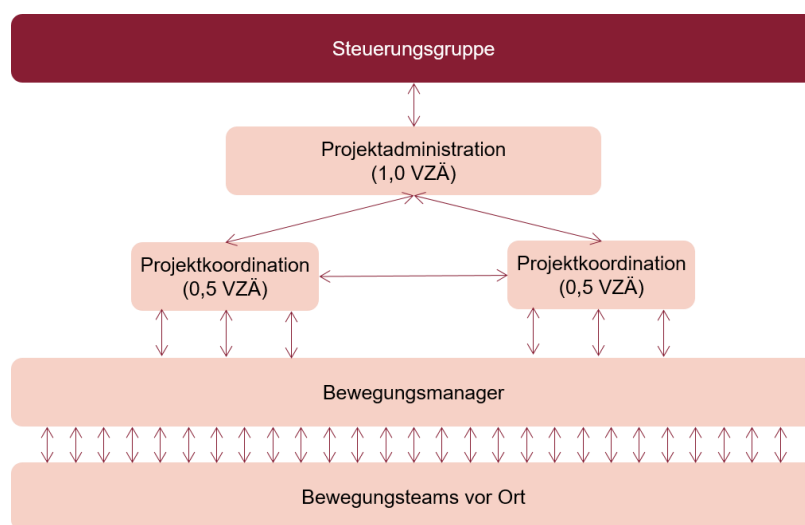 Steuerungsgruppe
Projektadministration
(1,0 VZÄ)
Projektkoordination
(0,5 VZÄ)
Projektkoordination
(0,5 VZÄ)
Bewegungsmanager
Bewegungsteams vor Ort